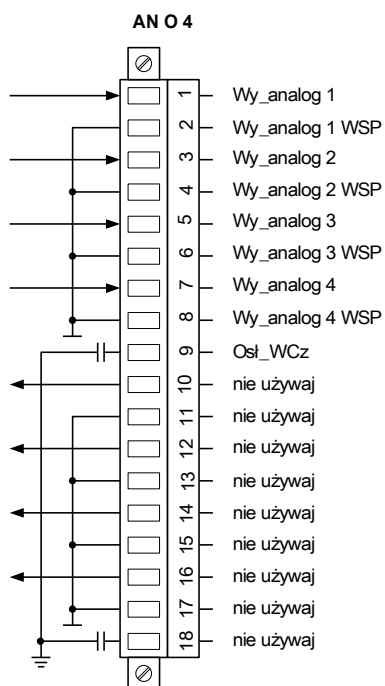 AN O 4
1 Wy_analog 1
2 Wy_analog 1 WSP
3 Wy_analog 2
4 Wy_analog 2 WSP
5 Wy_analog 3
6 Wy_analog 3 WSP
7 Wy_analog 4
8 Wy_analog 4 WSP
9 Osł_WCz
10 nie używaj
11 nie używaj
12 nie używaj
13 nie używaj
14 nie używaj
15 nie używaj
16 nie używaj
17 nie używaj
18 nie używaj